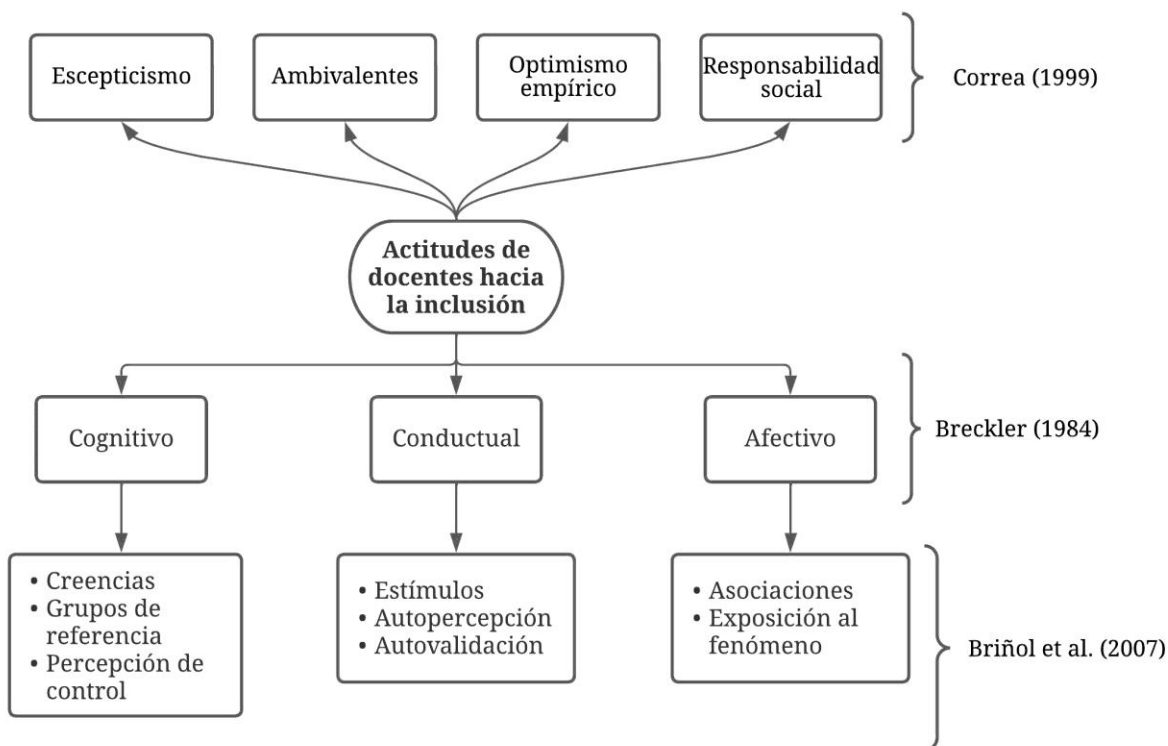 Escepticismo
Ambivalentes
Optimismo
empírico
Responsabilidad
social
Correa (1999)
Actitudes de
docentes hacia
la inclusión
Cognitivo
Conductual
Afectivo
Breckler (1984)
• Creencias
• Grupos de
referencia
• Percepción de
control
• Estímulos
• Autopercepción
• Autovalidación
• Asociaciones
• Exposición al
fenómeno
Briñol et al. (2007)